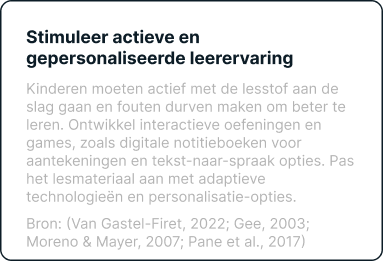 Stimuleer actieve en
gepersonaliseerde leerervaring
Kinderen moeten actief met de lesstof aan de
slag gaan en fouten durven maken om beter te
leren. Ontwikkel interactieve oefeningen en
games, zoals digitale notitieboeken voor
aantekeningen en tekst-naar-spraak opties. Pas
het lesmateriaal aan met adaptieve
technologieën en personalisatie-opties.
Bron: (Van Gastel-Firet, 2022; Gee, 2003;
Moreno & Mayer, 2007; Pane et al., 2017)